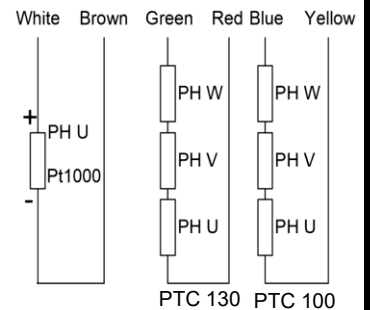 White Brown Green Red Blue Yellow
PH W PH W
+
PH U PH V PH V
Pt1000
-
PH U PH U
PTC 130 PTC 100